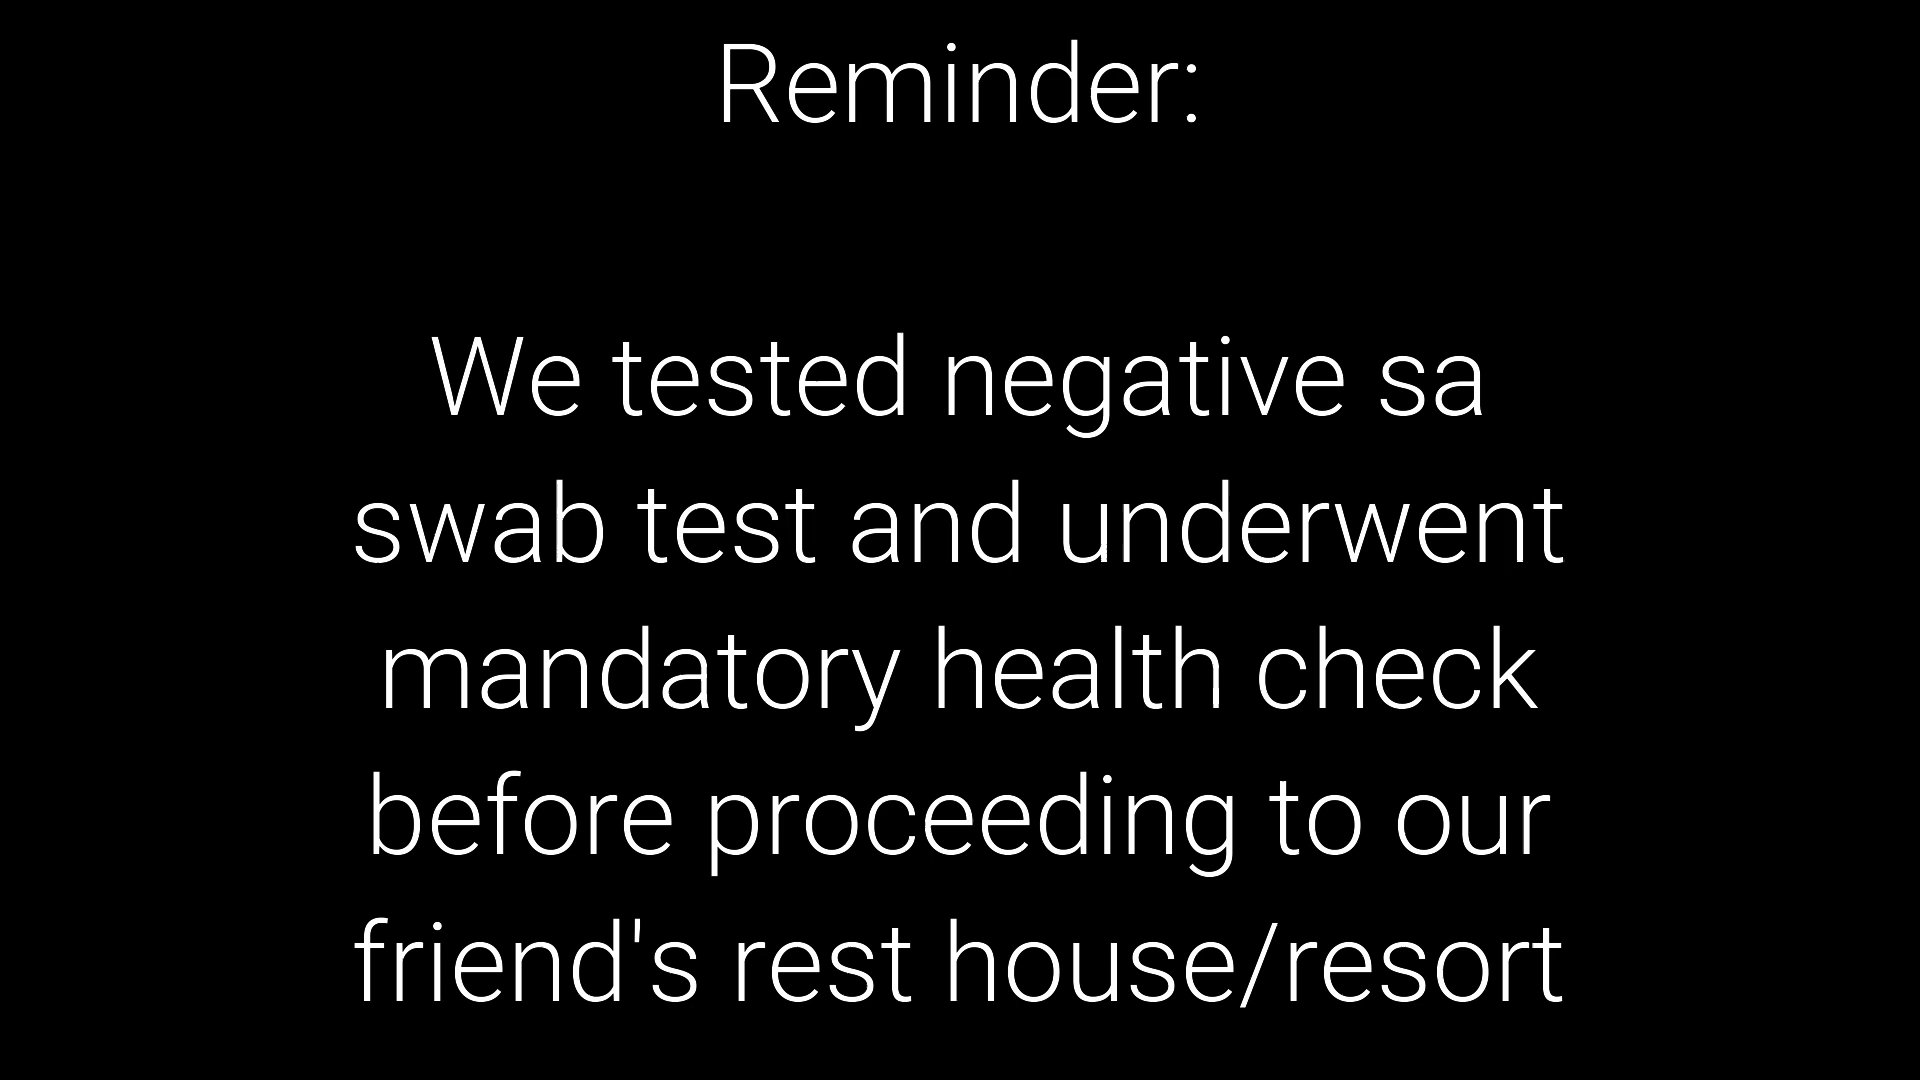 Reminder:
We tested negative sa
swab test and underwent
mandatory health check
before proceeding to our
friend's rest house/resort